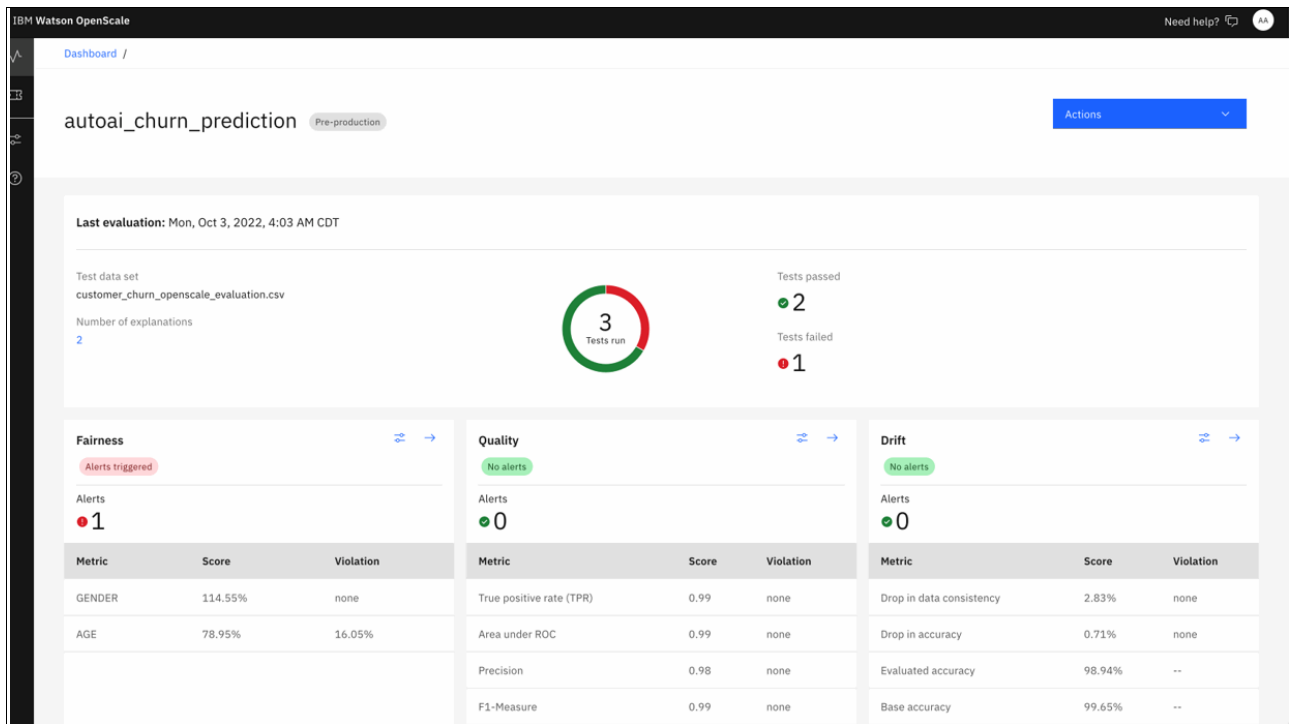 IBM Watson OpenScale
Need help?
AA
Dashboard /
autoai_churn_prediction
Pre-production
Actions
Last evaluation: Mon, Oct 3, 2022, 4:03 AM CDT
Test data set
customer_churn_openscale_evaluation.csv
Number of explanations
2
3
Tests run
Tests passed
2
Tests failed
1
Fairness
Alerts triggered
Alerts
1
Metric Score Violation
GENDER 114.55% none
AGE 78.95% 16.05%
Quality
No alerts
Alerts
0
Metric Score Violation
True positive rate (TPR) 0.99 none
Area under ROC 0.99 none
Precision 0.98 none
F1-Measure 0.99 none
Drift
No alerts
Alerts
0
Metric Score Violation
Drop in data consistency 2.83% none
Drop in accuracy 0.71% none
Evaluated accuracy 98.94% --
Base accuracy 99.65% --